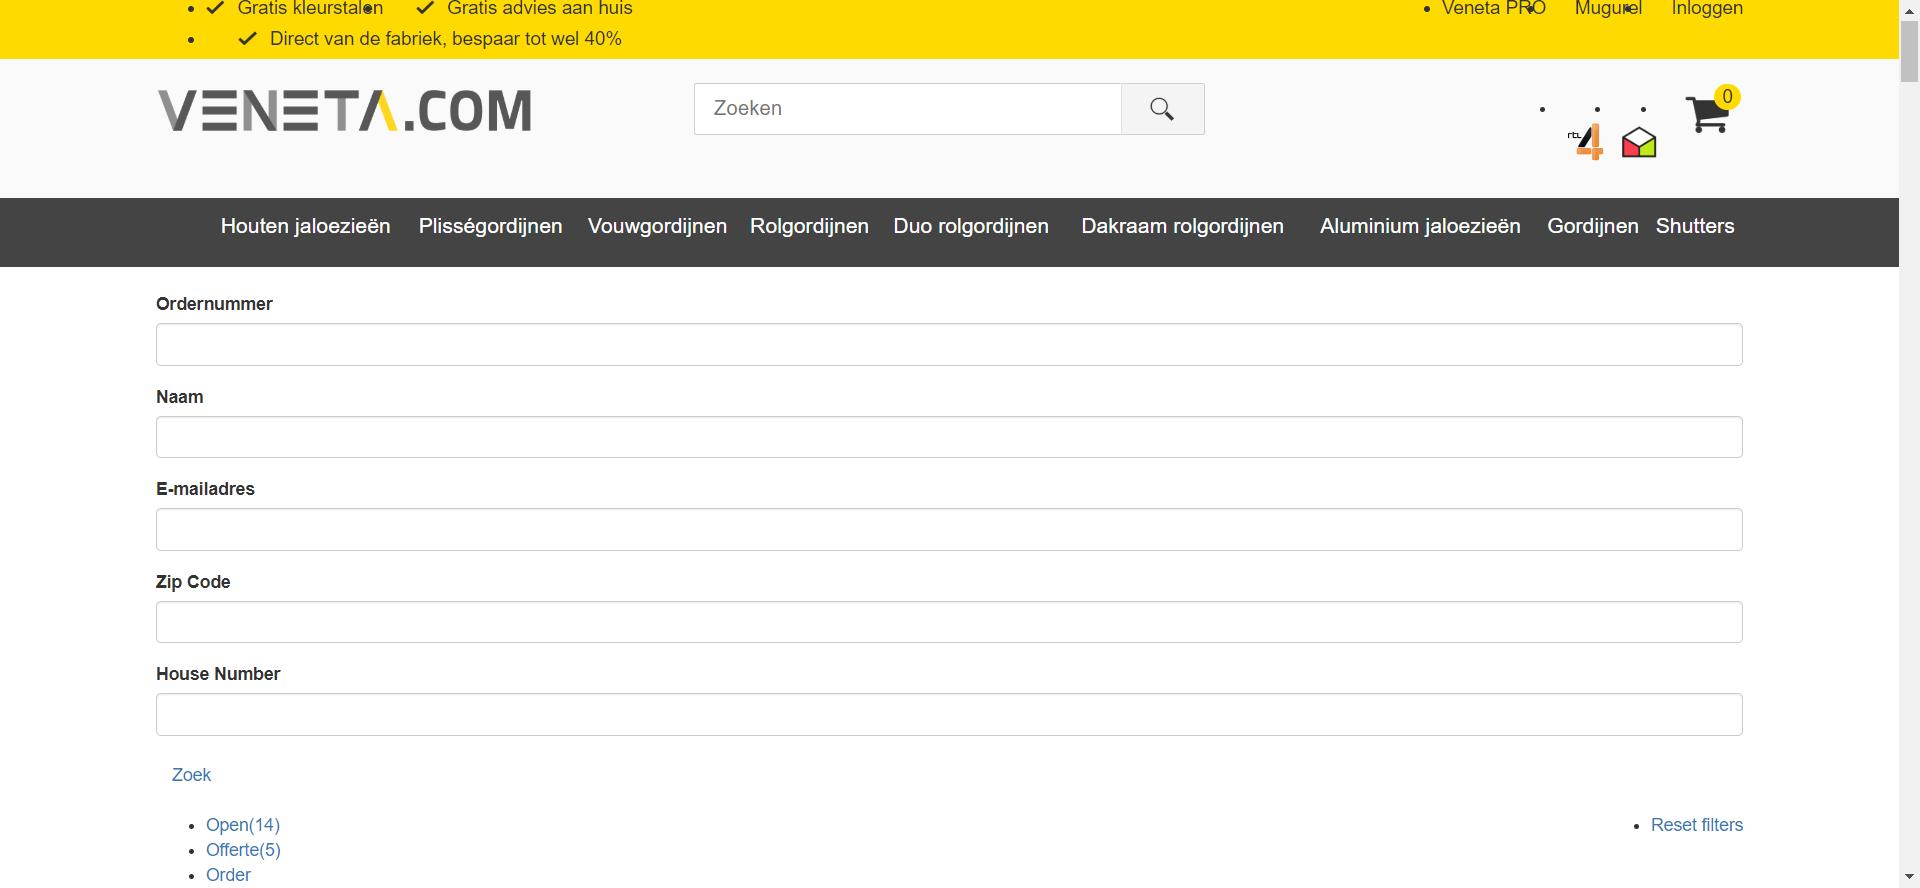 Gratis kleurstalen Gratis advies aan huis Veneta PRO Mugurel Inloggen
Direct van de fabriek, bespaar tot wel 40%
VENETA.COM Zoeken 0
rtl 4
Houten jaloezieën Plisségordijnen Vouwgordijnen Rolgordijnen Duo rolgordijnen Dakraam rolgordijnen Aluminium jaloezieën Gordijnen Shutters
Ordernummer
Naam
E-mailadres
Zip Code
House Number
Zoek
Open(14) Reset filters
Offerte(5)
Order